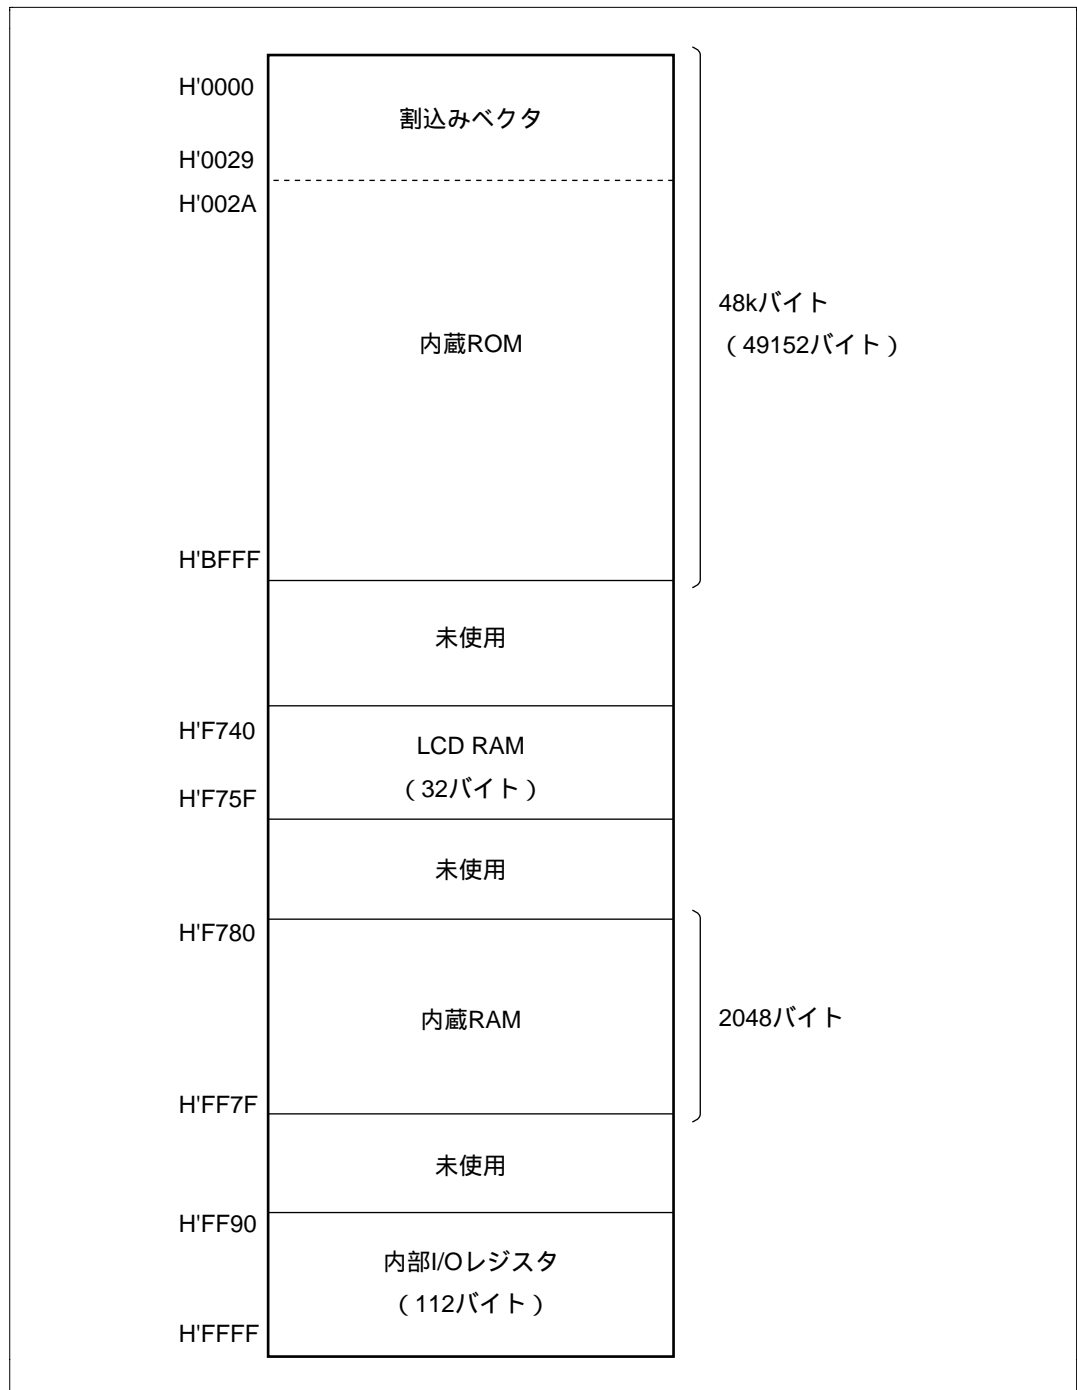 H'0000
割込みベクタ
H'0029
H'002A
48kバイト
（49152バイト）
内蔵ROM
H'BFFF
未使用
H'F740
LCD RAM
（32バイト）
H'F75F
未使用
H'F780
内蔵RAM
2048バイト
H'FF7F
未使用
H'FF90
内部I/Oレジスタ
（112バイト）
H'FFFF